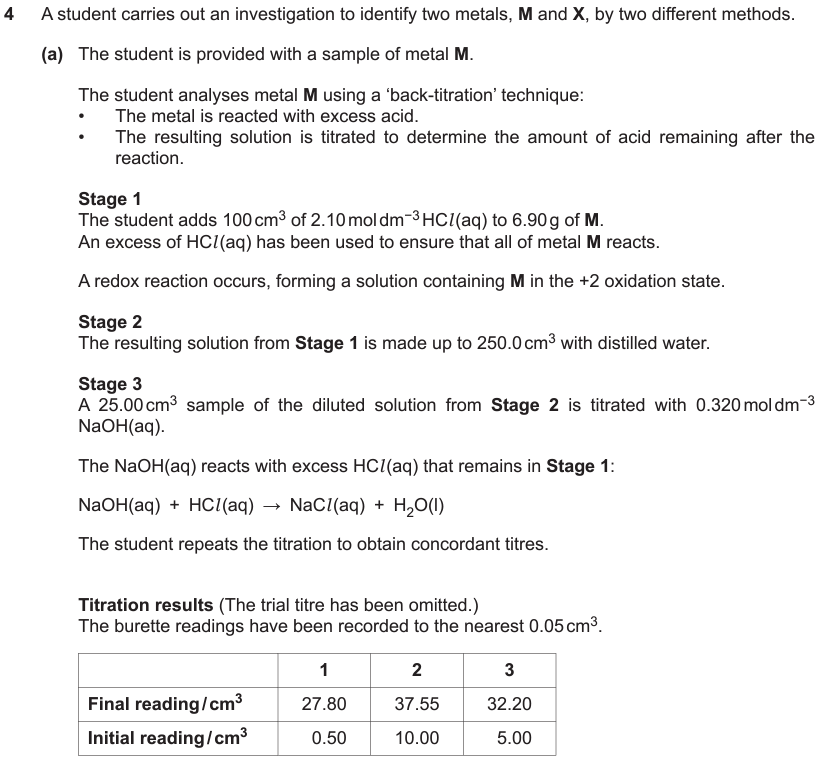 4 A student carries out an investigation to identify two metals, M and X, by two different methods.
(a) The student is provided with a sample of metal M.
The student analyses metal M using a ‘back-titration’ technique:
• The metal is reacted with excess acid.
• The resulting solution is titrated to determine the amount of acid remaining after the
reaction.
Stage 1
The student adds 100 cm³ of 2.10 mol dm⁻³ HCl(aq) to 6.90 g of M.
An excess of HCl(aq) has been used to ensure that all of metal M reacts.
A redox reaction occurs, forming a solution containing M in the +2 oxidation state.
Stage 2
The resulting solution from Stage 1 is made up to 250.0 cm³ with distilled water.
Stage 3
A 25.00 cm³ sample of the diluted solution from Stage 2 is titrated with 0.320 mol dm⁻³
NaOH(aq).
The NaOH(aq) reacts with excess HCl(aq) that remains in Stage 1:
NaOH(aq) + HCl(aq) → NaCl(aq) + H₂O(l)
The student repeats the titration to obtain concordant titres.
Titration results (The trial titre has been omitted.)
The burette readings have been recorded to the nearest 0.05 cm³.
1 2 3
Final reading / cm³ 27.80 37.55 32.20
Initial reading / cm³ 0.50 10.00 5.00